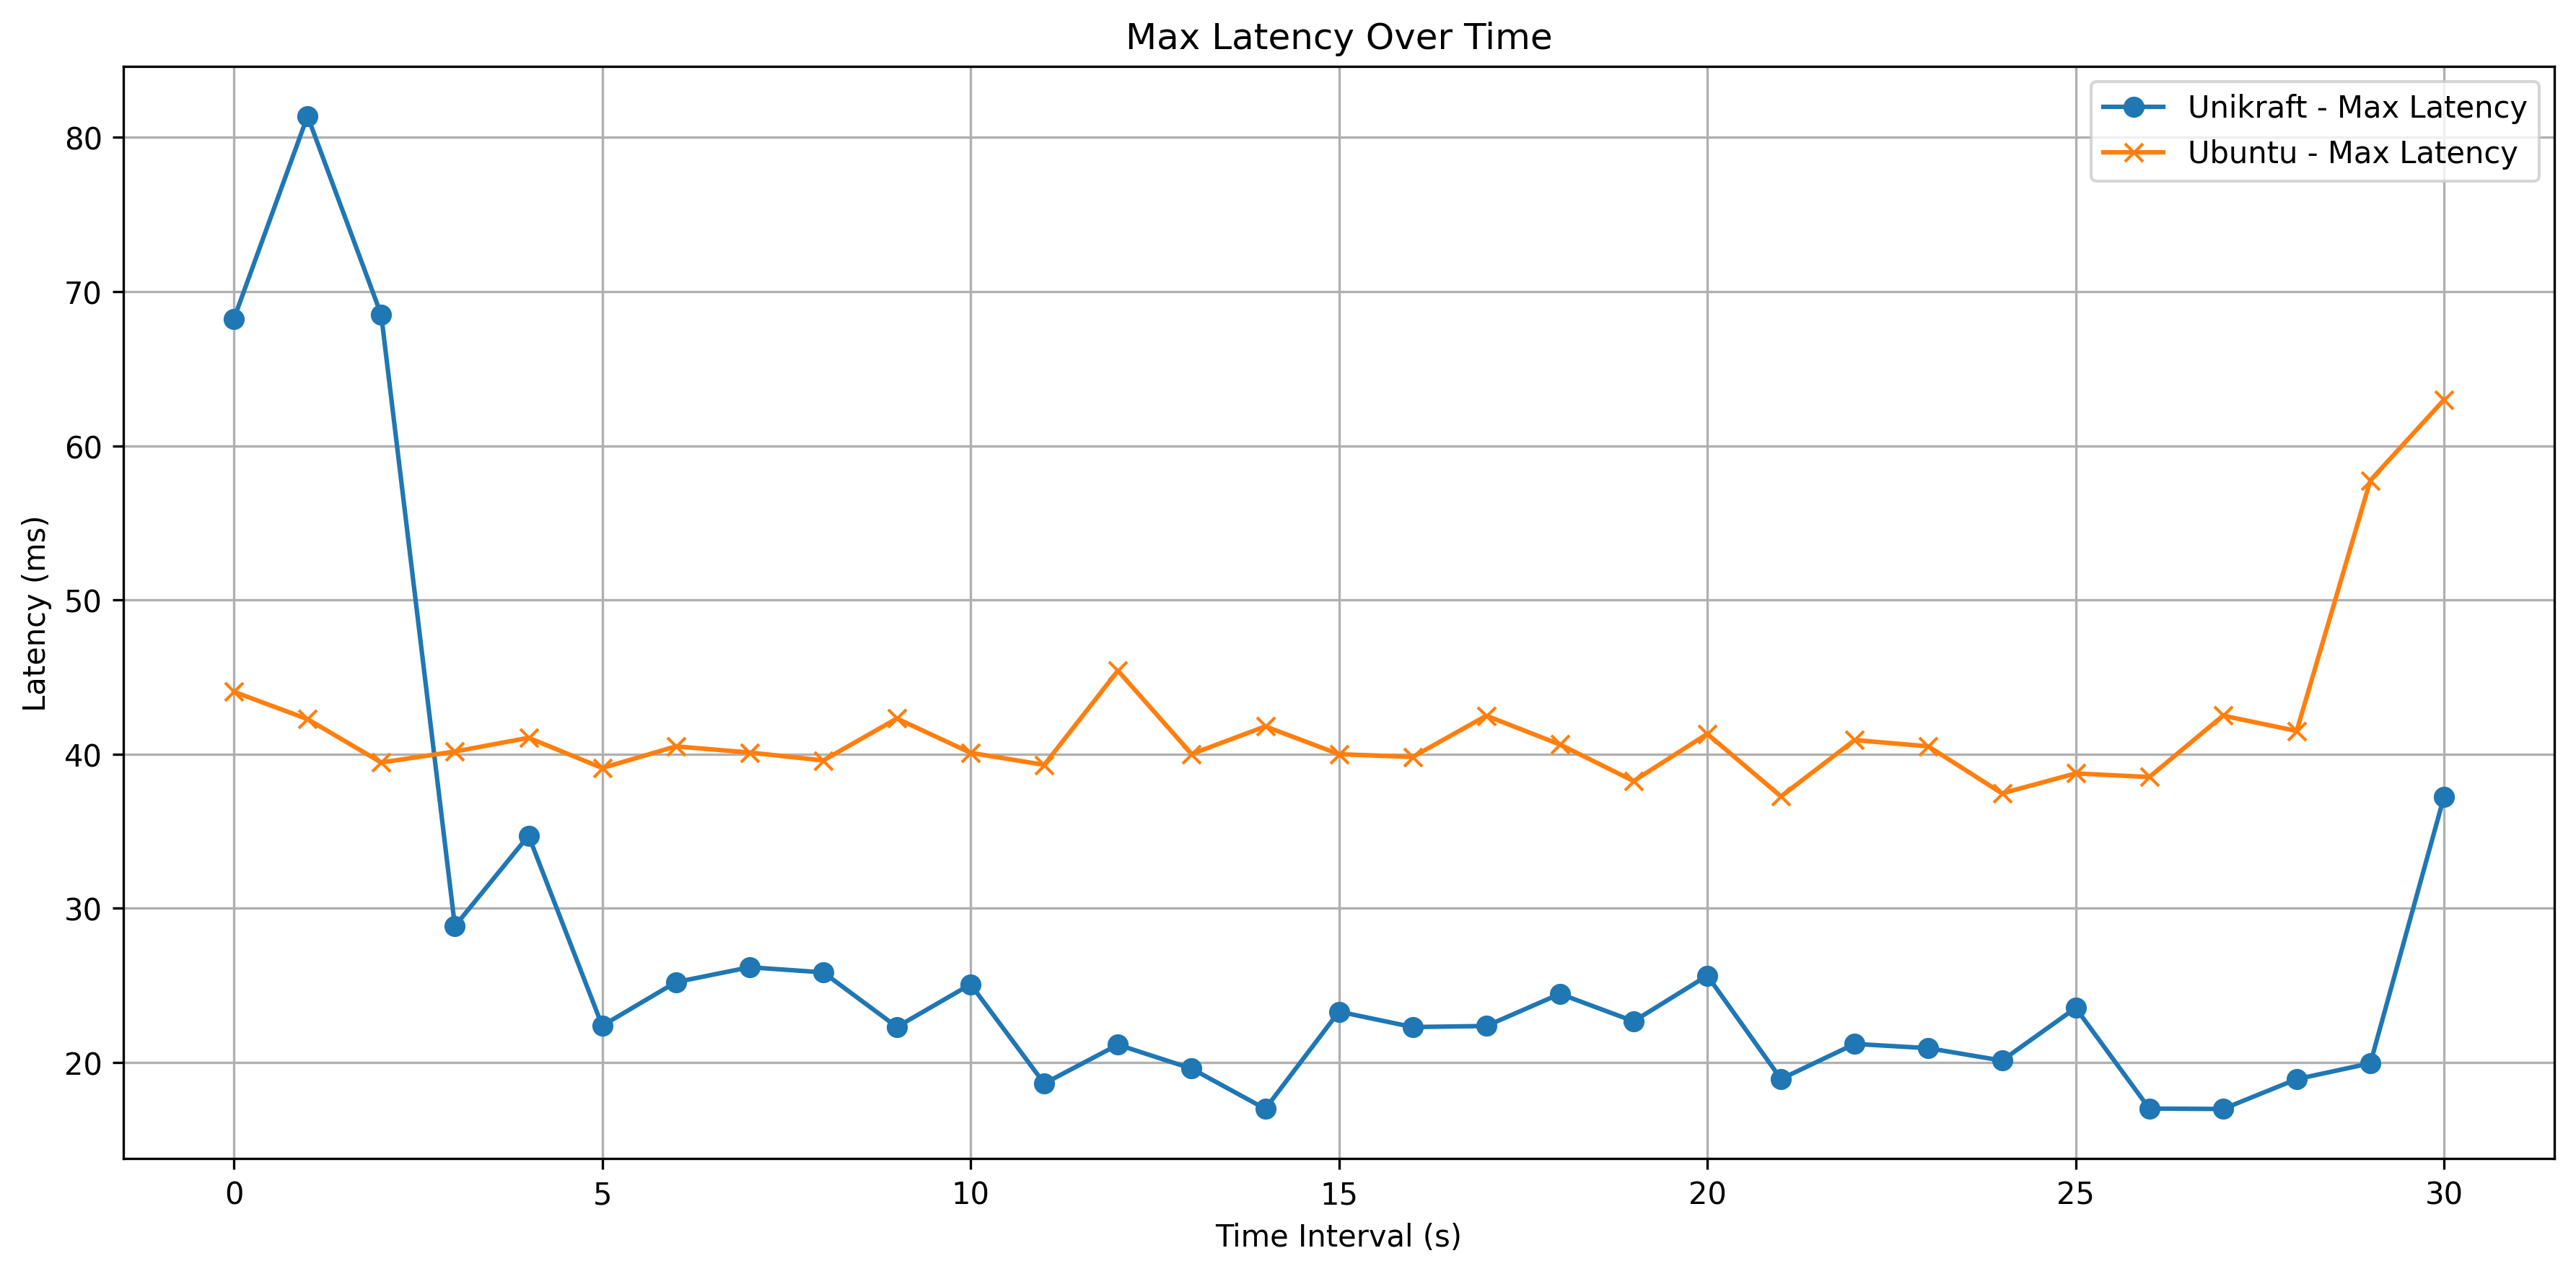 Max Latency Over Time
Unikraft - Max Latency
Ubuntu - Max Latency
80
70
60
50
40
30
20
Latency (ms)
0 5 10 15 20 25 30
Time Interval (s)